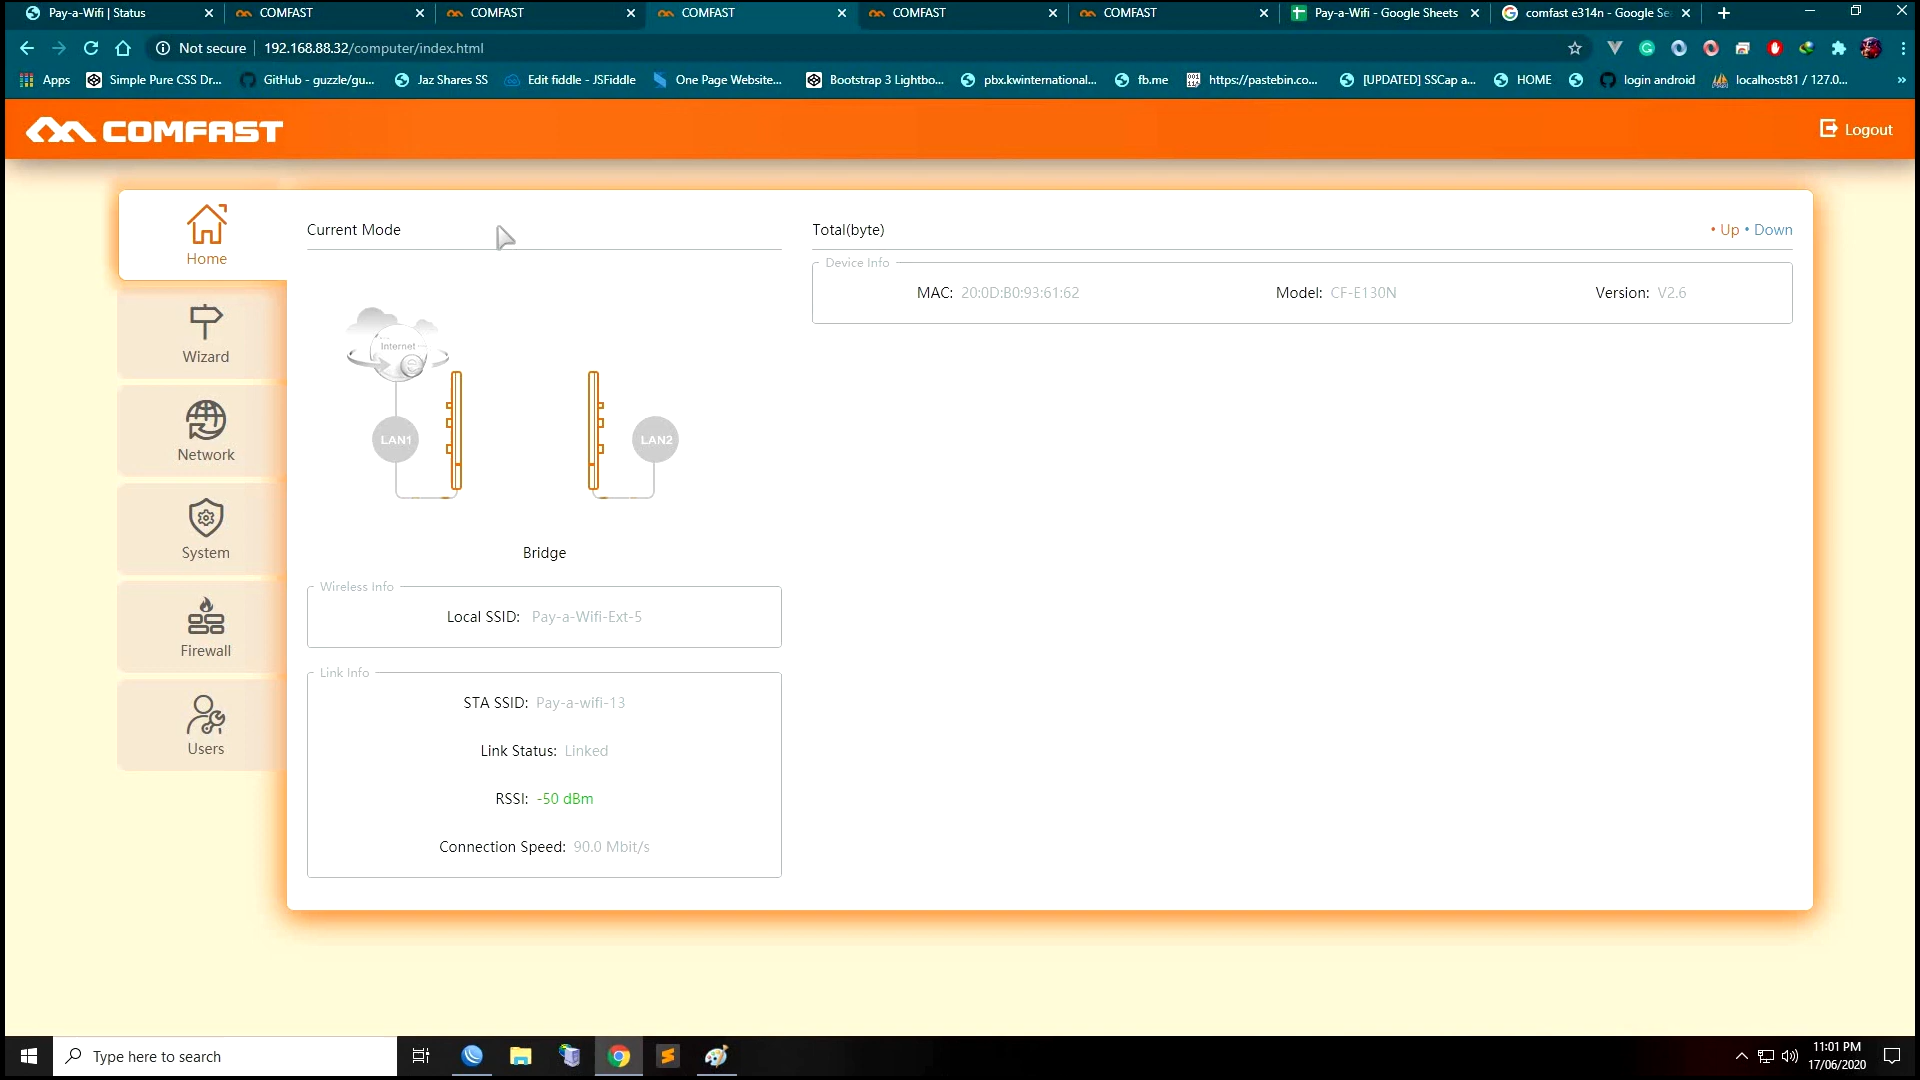 Pay-a-Wifi | Status
COMFAST
COMFAST
COMFAST
COMFAST
COMFAST
Pay-a-Wifi - Google Sheets
comfast e314n - Google Se
Not secure
192.168.88.32/computer/index.html
Apps
Simple Pure CSS Dr...
GitHub - guzzle/gu...
Jaz Shares SS
Edit fiddle - JSFiddle
One Page Website...
Bootstrap 3 Lightbo...
pbx.kwinternational...
fb.me
https://pastebin.co...
[UPDATED] SSCap a...
HOME
login android
localhost:81 / 127.0...
COMFAST
Logout
Home
Wizard
Network
System
Firewall
Users
Current Mode
Internet
LAN1
LAN2
Bridge
Wireless Info
Local SSID: Pay-a-Wifi-Ext-5
Link Info
STA SSID: Pay-a-wifi-13
Link Status: Linked
RSSI: -50 dBm
Connection Speed: 90.0 Mbit/s
Total(byte)
• Up • Down
Device Info
MAC: 20:0D:B0:93:61:62
Model: CF-E130N
Version: V2.6
Type here to search
11:01 PM
17/06/2020